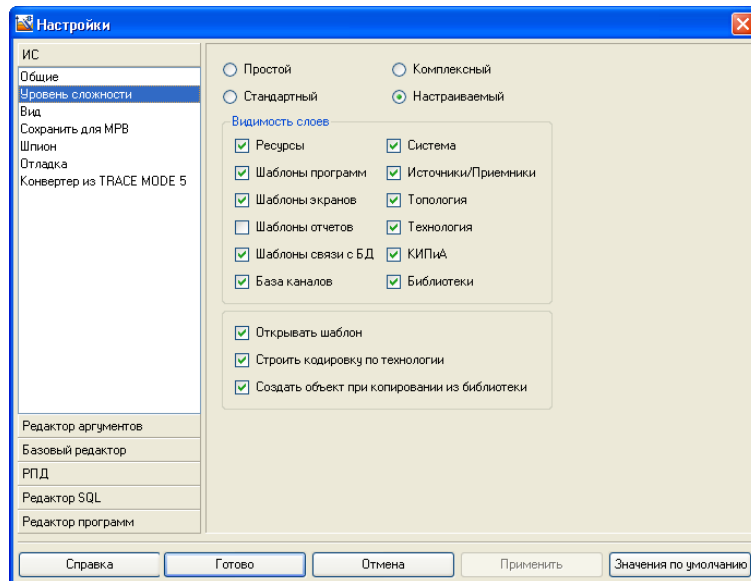 Настройки
ИС
Общие
Уровень сложности
Вид
Сохранить для МРВ
Шпион
Отладка
Конвертер из TRACE MODE 5
Редактор аргументов
Базовый редактор
РПД
Редактор SQL
Редактор программ
Простой
Комплексный
Стандартный
Настраиваемый
Видимость слоев
Ресурсы
Система
Шаблоны программ
Источники/Приемники
Шаблоны экранов
Топология
Шаблоны отчетов
Технология
Шаблоны связи с БД
КИПиА
База каналов
Библиотеки
Открывать шаблон
Строить кодировку по технологии
Создать объект при копировании из библиотеки
Справка
Готово
Отмена
Применить
Значения по умолчанию